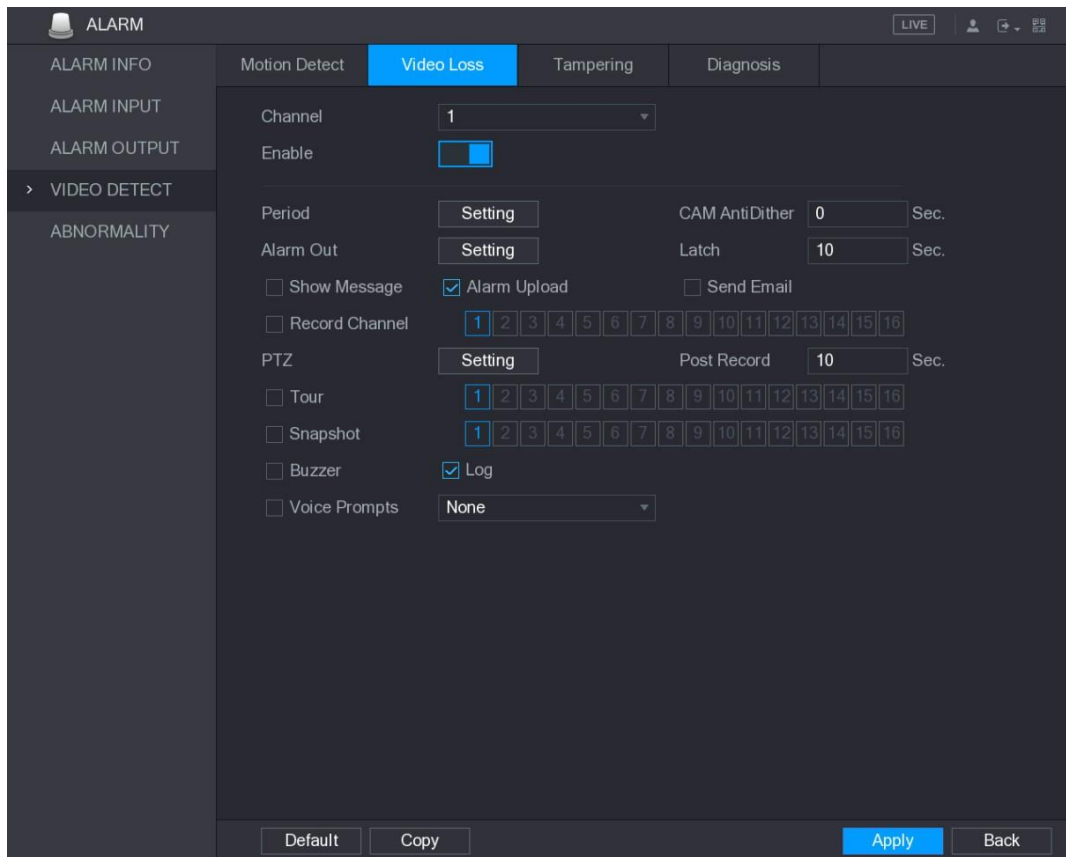 ALARM
LIVE
ALARM INFO
ALARM INPUT
ALARM OUTPUT
> VIDEO DETECT
ABNORMALITY
Motion Detect Video Loss Tampering Diagnosis
Channel 1
Enable
Period Setting CAM AntiDither 0 Sec.
Alarm Out Setting Latch 10 Sec.
Show Message Alarm Upload Send Email
Record Channel 1 2 3 4 5 6 7 8 9 10 11 12 13 14 15 16
PTZ Setting Post Record 10 Sec.
Tour 1 2 3 4 5 6 7 8 9 10 11 12 13 14 15 16
Snapshot 1 2 3 4 5 6 7 8 9 10 11 12 13 14 15 16
Buzzer Log
Voice Prompts None
Default Copy Apply Back